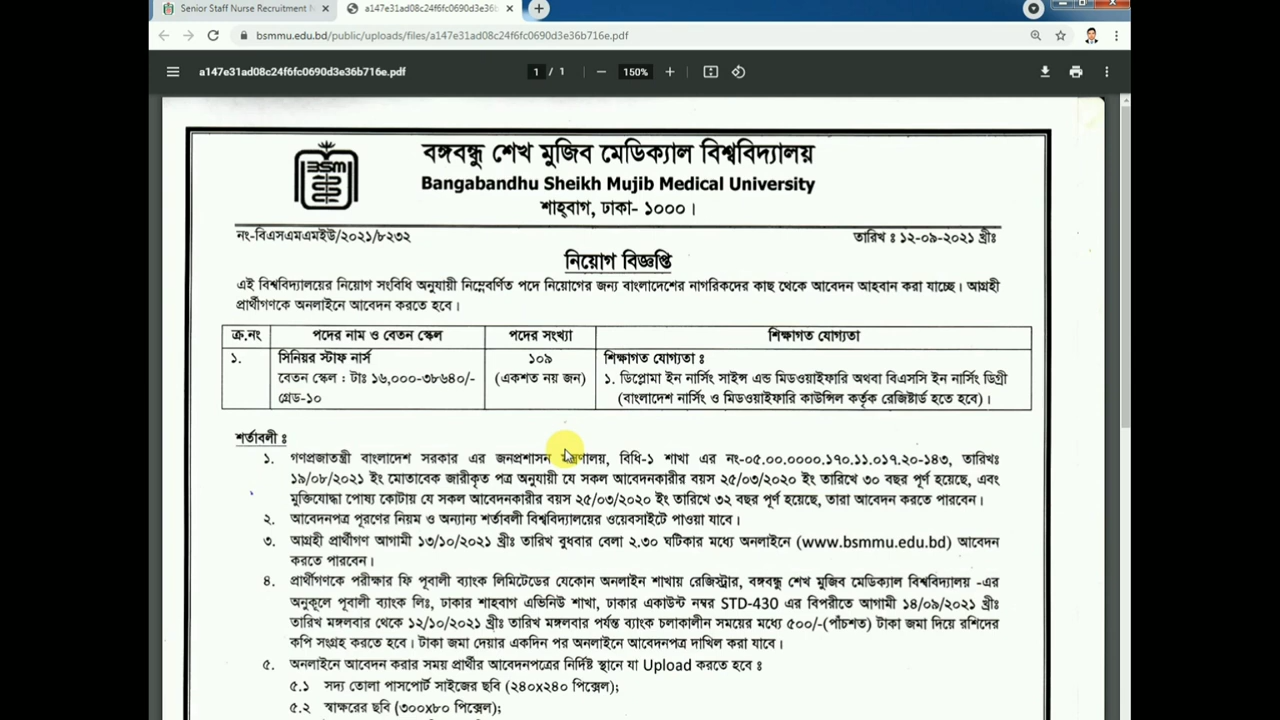 Senior Staff Nurse Recruitment N
a147e31ad08c24f6fc0690d3e36b
bsmmu.edu.bd/public/uploads/files/a147e31ad08c24f6fc0690d3e36b716e.pdf
a147e31ad08c24f6fc0690d3e36b716e.pdf
1 / 1
150%
BSM
বঙ্গবন্ধু শেখ মুজিব মেডিক্যাল বিশ্ববিদ্যালয়
Bangabandhu Sheikh Mujib Medical University
শাহ্‌বাগ, ঢাকা- ১০০০।
নং-বিএসএমএমইউ/২০২১/৮২৩২
তারিখ ঃ ১২-০৯-২০২১ খ্রীঃ
নিয়োগ বিজ্ঞপ্তি
এই বিশ্ববিদ্যালয়ের নিয়োগ সংবিধি অনুযায়ী নিম্নেবর্ণিত পদে নিয়োগের জন্য বাংলাদেশের নাগরিকদের কাছ থেকে আবেদন আহবান করা যাচ্ছে। আগ্রহী
প্রার্থীগণকে অনলাইনে আবেদন করতে হবে।
ক্র.নং পদের নাম ও বেতন স্কেল পদের সংখ্যা শিক্ষাগত যোগ্যতা
১. সিনিয়র স্টাফ নার্স ১০৯ শিক্ষাগত যোগ্যতা ঃ
বেতন স্কেল : টাঃ ১৬,০০০-৩৮৬৪০/- (একশত নয় জন) ১. ডিপ্লোমা ইন নার্সিং সাইন্স এন্ড মিডওয়াইফারি অথবা বিএসসি ইন নার্সিং ডিগ্রী
গ্রেড-১০ (বাংলাদেশ নার্সিং ও মিডওয়াইফারি কাউন্সিল কর্তৃক রেজিষ্টার্ড হতে হবে)।
শর্তাবলী ঃ
১. গণপ্রজাতন্ত্রী বাংলাদেশ সরকার এর জনপ্রশাসন মন্ত্রণালয়, বিধি-১ শাখা এর নং-০৫.০০.০০০০.১৭০.১১.০১৭.২০-১৪৩, তারিখঃ
১৯/০৮/২০২১ ইং মোতাবেক জারীকৃত পত্র অনুযায়ী যে সকল আবেদনকারীর বয়স ২৫/০৩/২০২০ ইং তারিখে ৩০ বছর পূর্ণ হয়েছে, এবং
মুক্তিযোদ্ধা পোষ্য কোটায় যে সকল আবেদনকারীর বয়স ২৫/০৩/২০২০ ইং তারিখে ৩২ বছর পূর্ণ হয়েছে, তারা আবেদন করতে পারবেন।
২. আবেদনপত্র পূরণের নিয়ম ও অন্যান্য শর্তাবলী বিশ্ববিদ্যালয়ের ওয়েবসাইটে পাওয়া যাবে।
৩. আগ্রহী প্রার্থীগণ আগামী ১৩/১০/২০২১ খ্রীঃ তারিখ বুধবার বেলা ২.৩০ ঘটিকার মধ্যে অনলাইনে (www.bsmmu.edu.bd) আবেদন
করতে পারবেন।
৪. প্রার্থীগণকে পরীক্ষার ফি পূবালী ব্যাংক লিমিটেডের যেকোন অনলাইন শাখায় রেজিস্ট্রার, বঙ্গবন্ধু শেখ মুজিব মেডিক্যাল বিশ্ববিদ্যালয় -এর
অনুকূলে পূবালী ব্যাংক লিঃ, ঢাকার শাহবাগ এভিনিউ শাখা, ঢাকার একাউন্ট নম্বর STD-430 এর বিপরীতে আগামী ১৪/০৯/২০২১ খ্রীঃ
তারিখ মঙ্গলবার থেকে ১২/১০/২০২১ খ্রীঃ তারিখ মঙ্গলবার পর্যন্ত ব্যাংক চলাকালীন সময়ের মধ্যে ৫০০/-(পাঁচশত) টাকা জমা দিয়ে রশিদের
কপি সংগ্রহ করতে হবে। টাকা জমা দেয়ার একদিন পর অনলাইনে আবেদনপত্র দাখিল করা যাবে।
৫. অনলাইনে আবেদন করার সময় প্রার্থীর আবেদনপত্রের নির্দিষ্ট স্থানে যা Upload করতে হবে ঃ
৫.১ সদ্য তোলা পাসপোর্ট সাইজের ছবি (২৪০x২৪০ পিক্সেল);
৫.২ স্বাক্ষরের ছবি (৩০০x৮০ পিক্সেল);